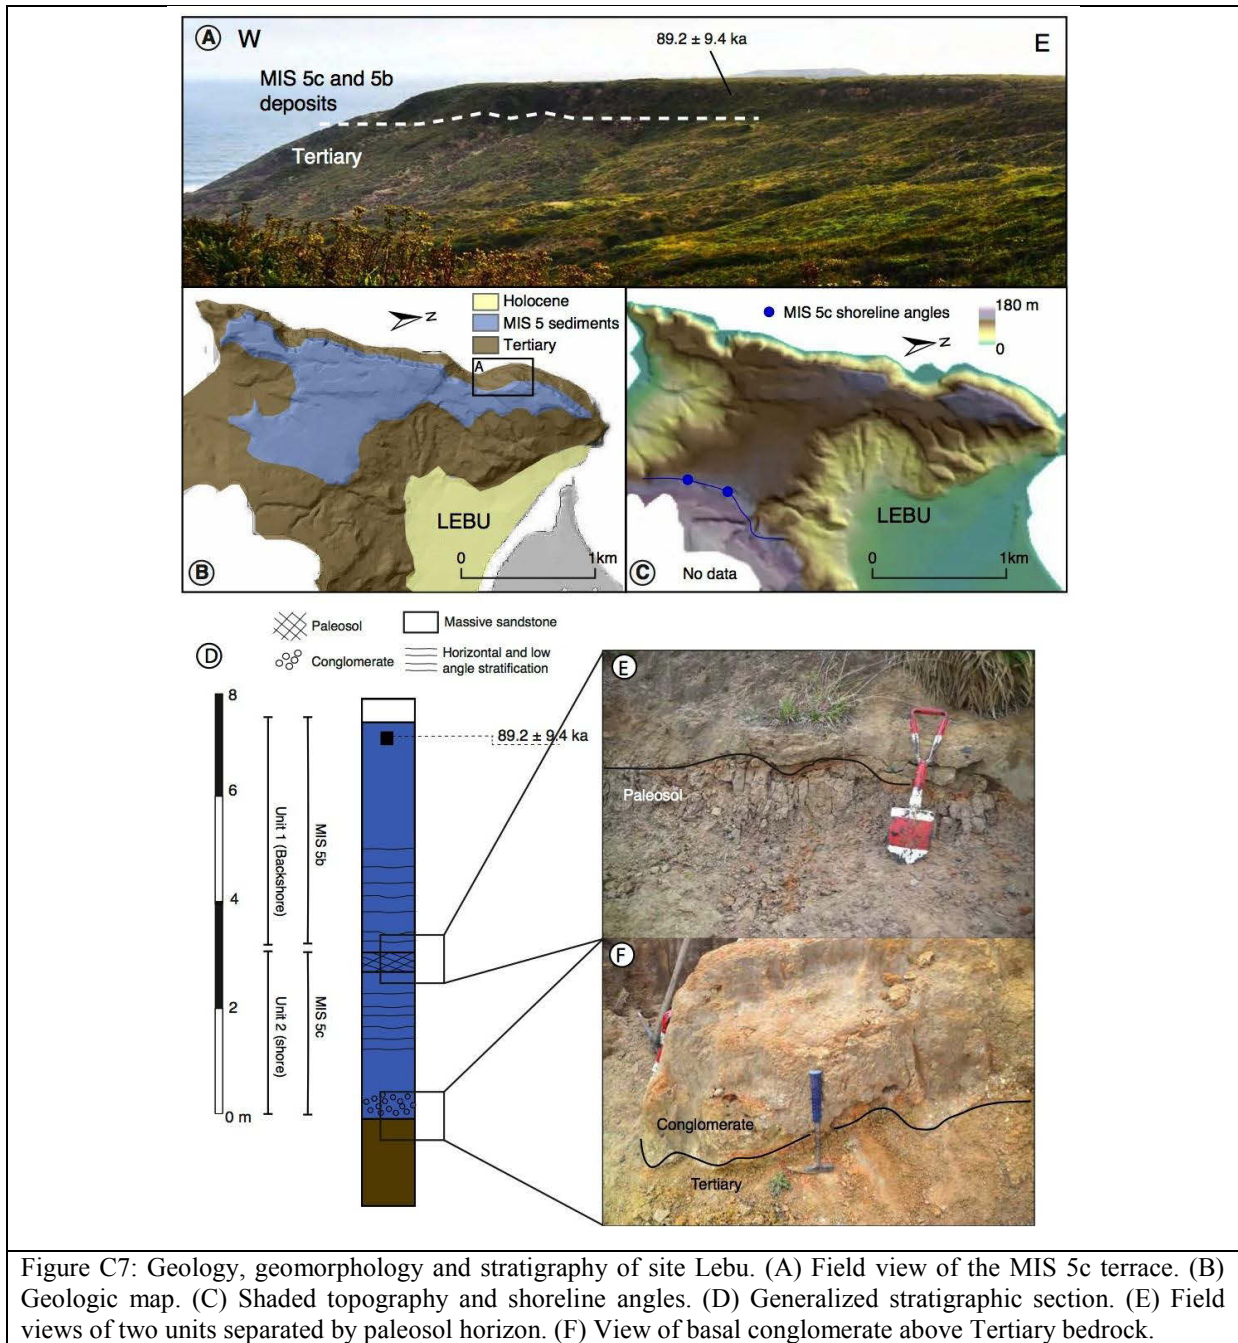 A W
89.2 ± 9.4 ka
E
MIS 5c and 5b
deposits
Tertiary
Holocene
MIS 5 sediments
Tertiary
N
A
LEBU
0 1km
B
MIS 5c shoreline angles
180 m
0
N
LEBU
0 1km
C No data
Paleosol
Massive sandstone
D
Conglomerate
Horizontal and low
angle stratification
8
6
4
2
0 m
Unit 1 (Backshore)
MIS 5b
Unit 2 (shore)
MIS 5c
89.2 ± 9.4 ka
E
Paleosol
F
Conglomerate
Tertiary
Figure C7: Geology, geomorphology and stratigraphy of site Lebu. (A) Field view of the MIS 5c terrace. (B)
Geologic map. (C) Shaded topography and shoreline angles. (D) Generalized stratigraphic section. (E) Field
views of two units separated by paleosol horizon. (F) View of basal conglomerate above Tertiary bedrock.